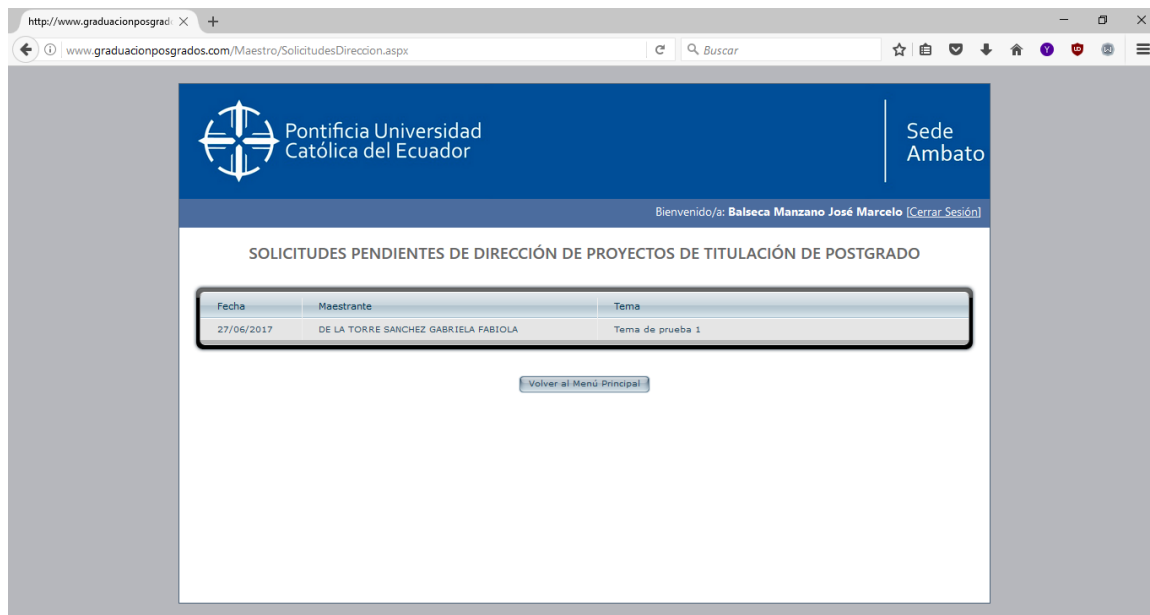 http://www.graduacionposgrad
www.graduacionposgrados.com/Maestro/SolicitudesDireccion.aspx
Buscar
Pontificia Universidad
Católica del Ecuador
Sede
Ambato
Bienvenido/a: Balseca Manzano José Marcelo [Cerrar Sesión]
SOLICITUDES PENDIENTES DE DIRECCIÓN DE PROYECTOS DE TITULACIÓN DE POSTGRADO
Fecha Maestrante Tema
27/06/2017 DE LA TORRE SANCHEZ GABRIELA FABIOLA Tema de prueba 1
Volver al Menú Principal